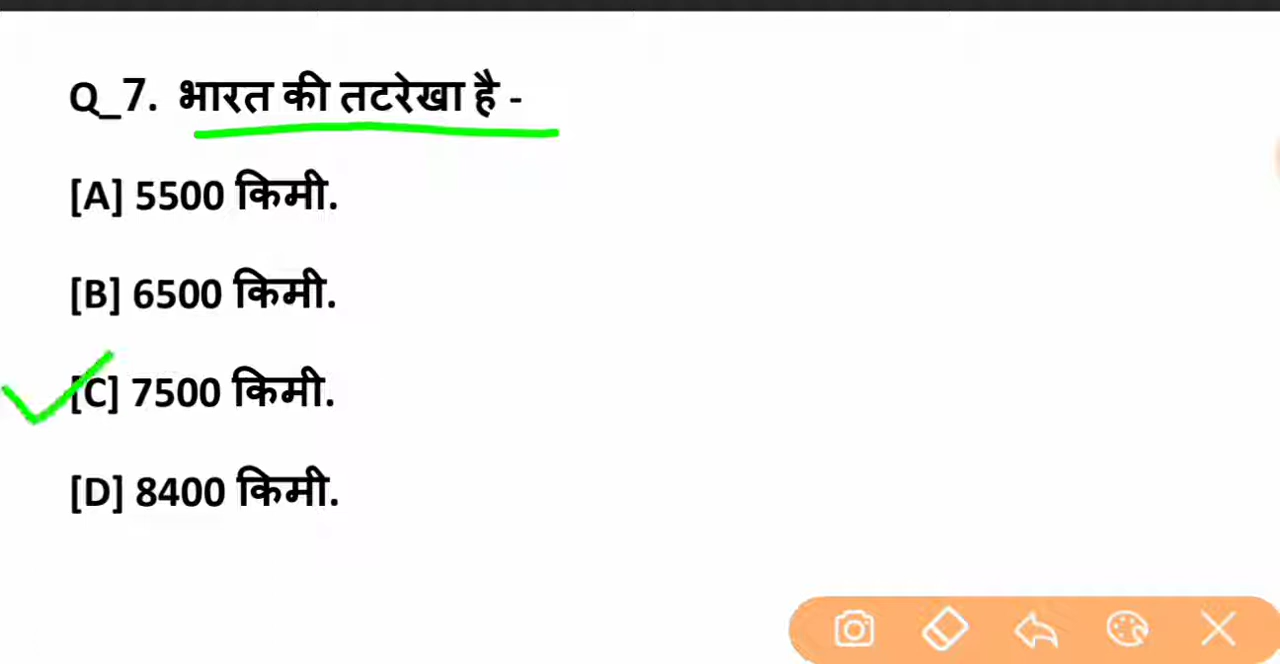 Q_7. भारत की तटरेखा है -
[A] 5500 किमी.
[B] 6500 किमी.
[C] 7500 किमी.
[D] 8400 किमी.